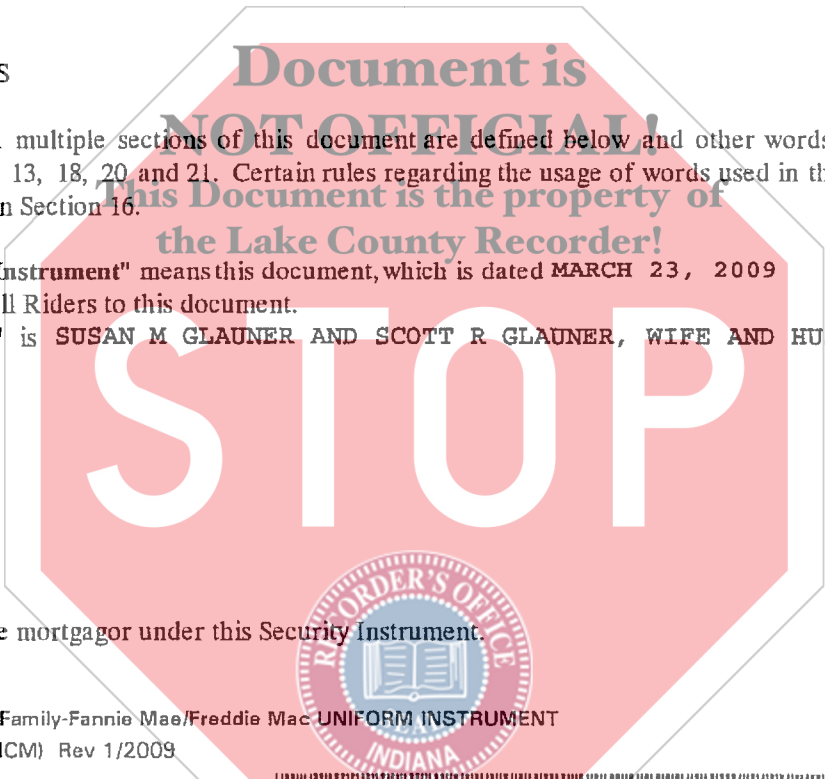 S
Document is
NOT OFFICIAL!
multiple sections of this document are defined below and other words
13, 18, 20 and 21. Certain rules regarding the usage of words used in th
This Document is the property of
n Section 16.
the Lake County Recorder!
Instrument" means this document, which is dated MARCH 23, 2009
ll Riders to this document.
" is SUSAN M GLAUNER AND SCOTT R GLAUNER, WIFE AND HU
STOP
RECORDER'S OFFICE
e mortgagor under this Security Instrument.
SEAL
Family-Fannie Mae/Freddie Mac UNIFORM INSTRUMENT
CM) Rev 1/2009
INDIANA